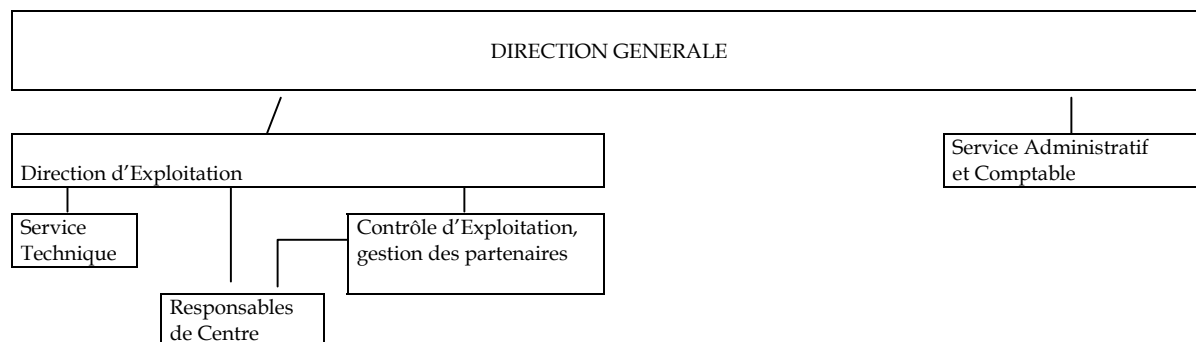 DIRECTION GENERALE
Direction d’Exploitation
Service Administratif
et Comptable
Service
Technique
Contrôle d’Exploitation,
gestion des partenaires
Responsables
de Centre